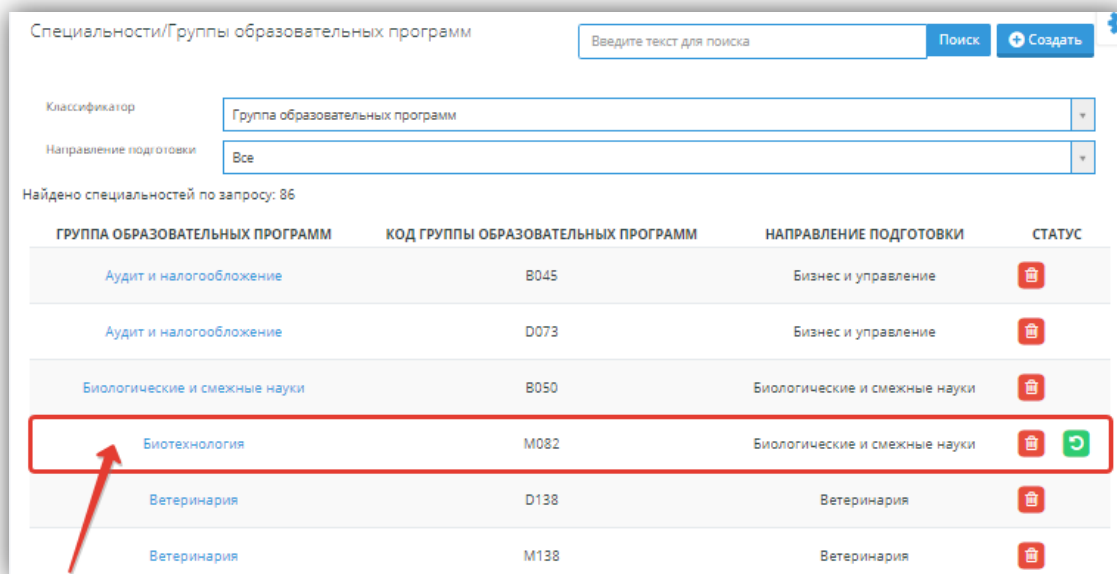 Специальности/Группы образовательных программ
Введите текст для поиска Поиск Создать
Классификатор Группа образовательных программ
Направление подготовки Все
Найдено специальностей по запросу: 86
ГРУППА ОБРАЗОВАТЕЛЬНЫХ ПРОГРАММ КОД ГРУППЫ ОБРАЗОВАТЕЛЬНЫХ ПРОГРАММ НАПРАВЛЕНИЕ ПОДГОТОВКИ СТАТУС
Аудит и налогообложение B045 Бизнес и управление
Аудит и налогообложение D073 Бизнес и управление
Биологические и смежные науки B050 Биологические и смежные науки
Биотехнология M082 Биологические и смежные науки
Ветеринария D138 Ветеринария
Ветеринария M138 Ветеринария